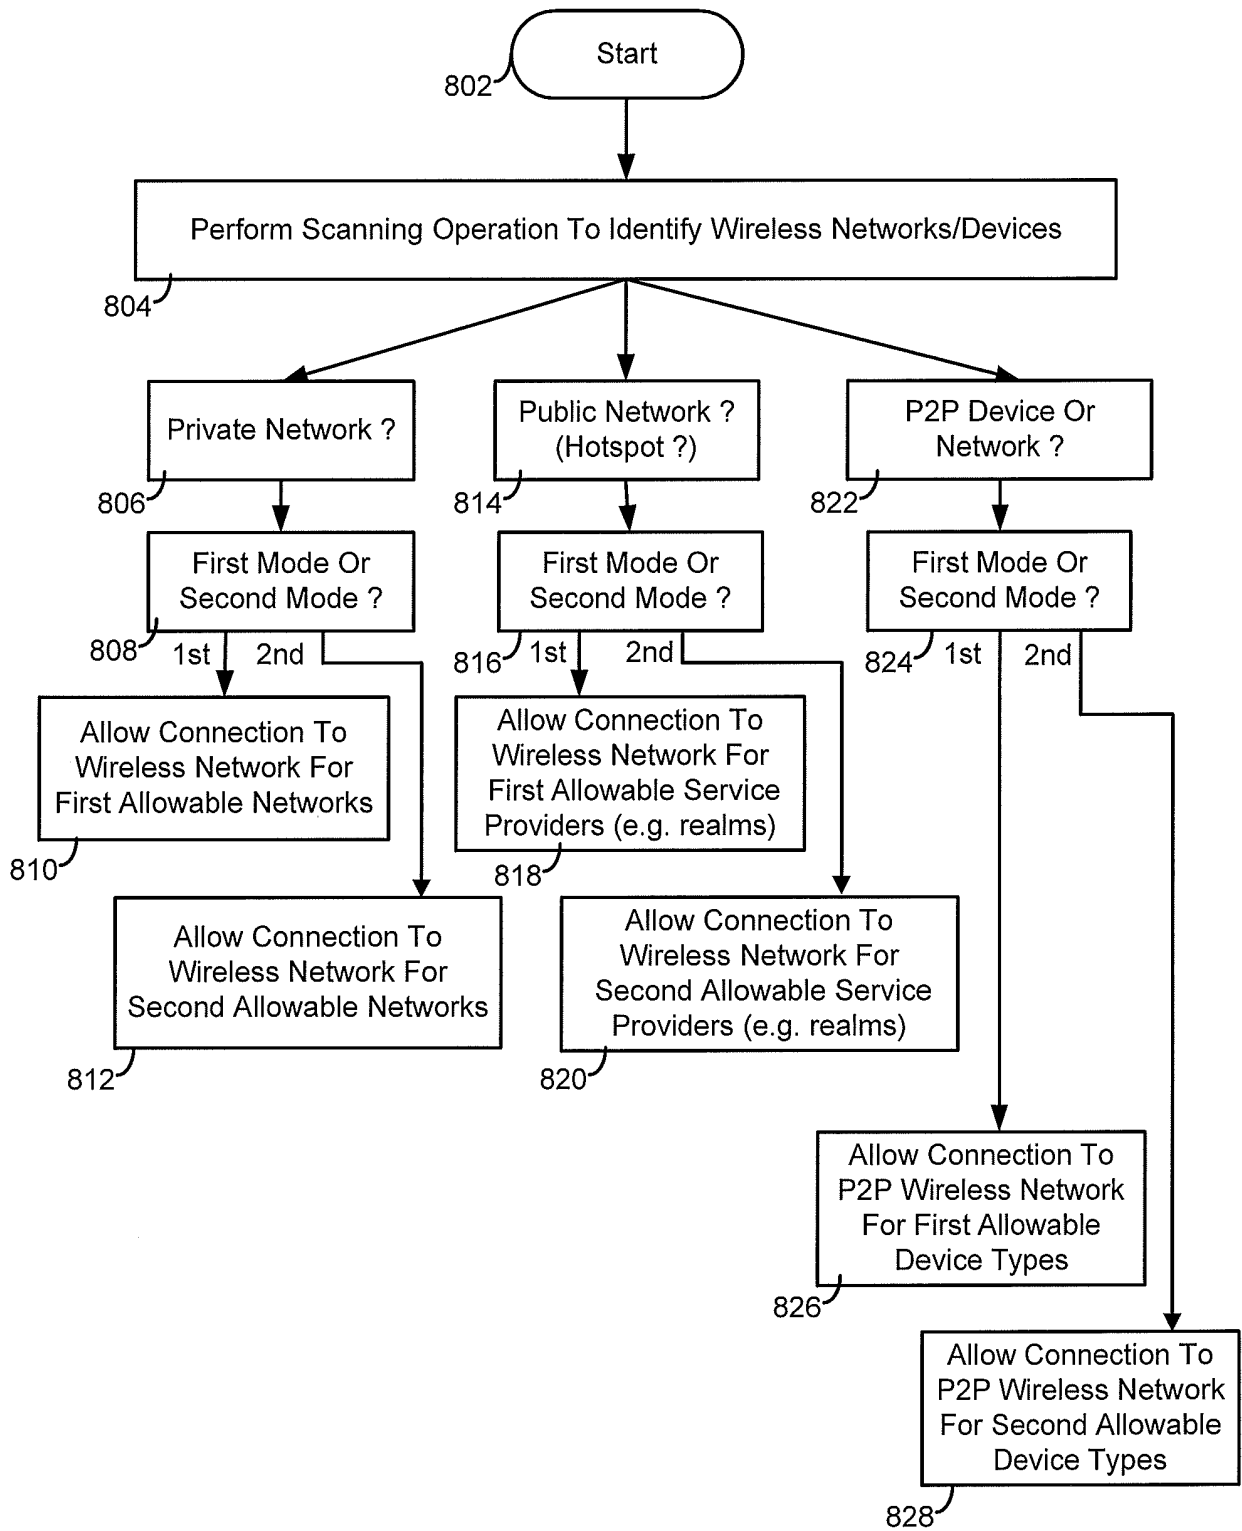 Start
802
Perform Scanning Operation To Identify Wireless Networks/Devices
804
Private Network ?
806
Public Network ?
(Hotspot ?)
814
P2P Device Or
Network ?
822
First Mode Or
Second Mode ?
808
1st
2nd
First Mode Or
Second Mode ?
816
1st
2nd
First Mode Or
Second Mode ?
824
1st
2nd
Allow Connection To
Wireless Network For
First Allowable Networks
810
Allow Connection To
Wireless Network For
First Allowable Service
Providers (e.g. realms)
818
Allow Connection To
Wireless Network For
Second Allowable Networks
812
Allow Connection To
Wireless Network For
Second Allowable Service
Providers (e.g. realms)
820
Allow Connection To
P2P Wireless Network
For First Allowable
Device Types
826
Allow Connection To
P2P Wireless Network
For Second Allowable
Device Types
828